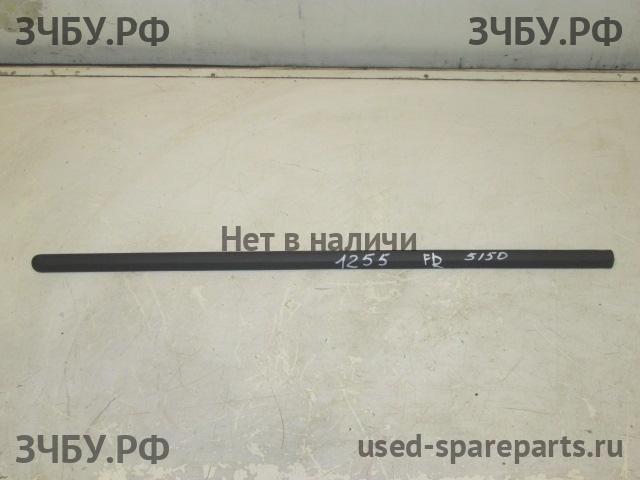 ЗЧБУ.РФ ЗЧБУ.РФ
Нет в наличи
1255 FR 5150
ЗЧБУ.РФ used-spareparts.ru